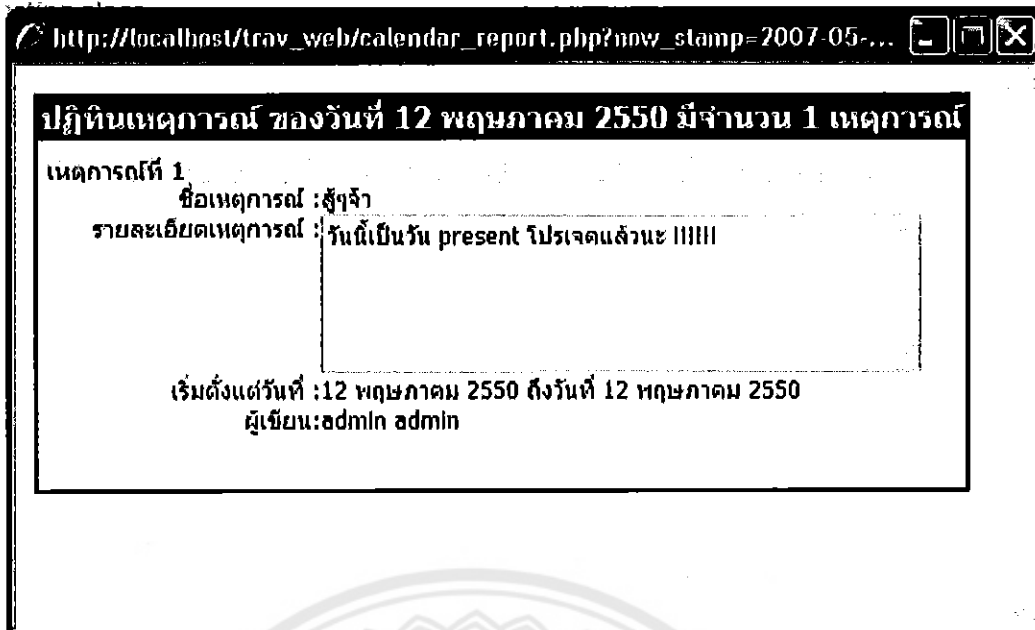 http://localhost/trav_web/calendar_report.php?now_stamp=2007-05-...
ปฏิทินเหตุการณ์ ของวันที่ 12 พฤษภาคม 2550 มีจำนวน 1 เหตุการณ์
เหตุการณ์ที่ 1
ชื่อเหตุการณ์ :สู้ๆจ้า
รายละเอียดเหตุการณ์ : วันนี้เป็นวัน present โปรเจตแล้วนะ !!!!!!
เริ่มตั้งแต่วันที่ :12 พฤษภาคม 2550 ถึงวันที่ 12 พฤษภาคม 2550
ผู้เขียน:admin admin